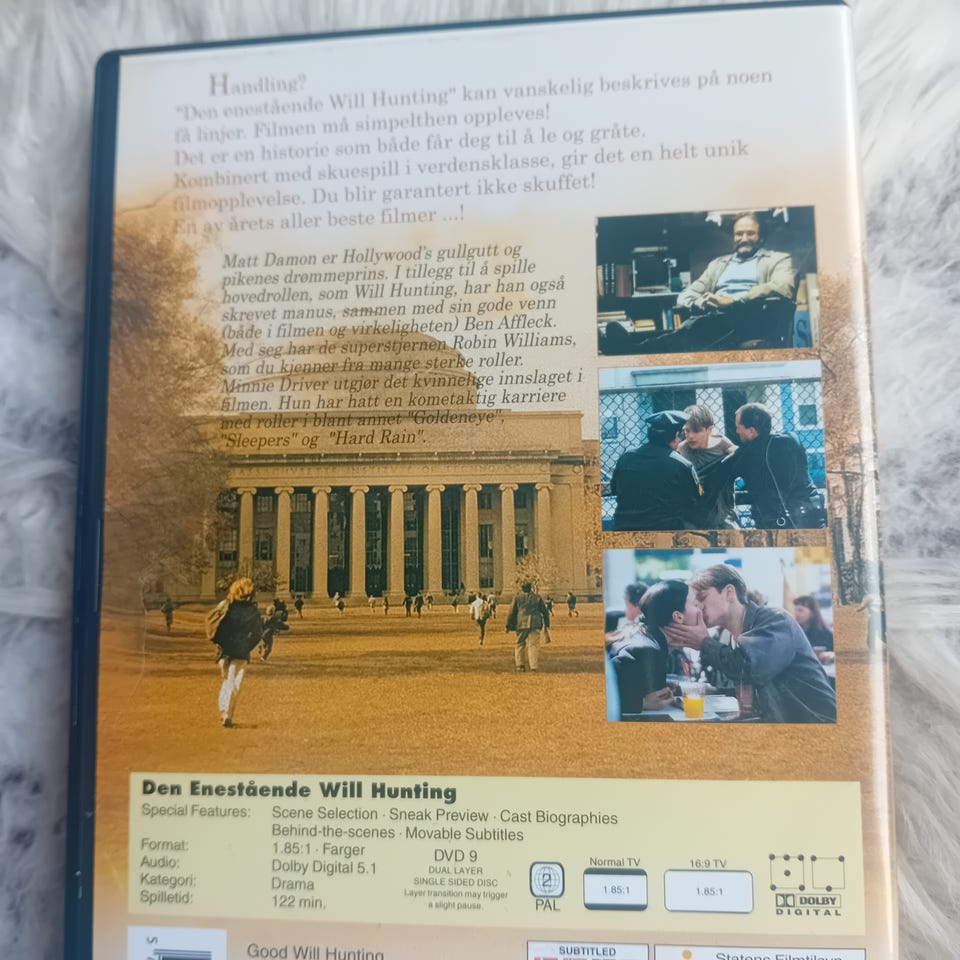 Handling?
"Den enestående Will Hunting" kan vanskelig beskrives på noen
få linjer. Filmen må simpelthen oppleves!
Det er en historie som både får deg til å le og gråte.
Kombinert med skuespill i verdensklasse, gir det en helt unik
filmopplevelse. Du blir garantert ikke skuffet!
En av årets aller beste filmer ...!
Matt Damon er Hollywood's gullgutt og
pikenes drømmeprins. I tillegg til å spille
hovedrollen, som Will Hunting, har han også
skrevet manus, sammen med sin gode venn
(både i filmen og virkeligheten) Ben Affleck.
Med seg har de superstjernen Robin Williams,
som du kjenner fra mange sterke roller.
Minnie Driver utgjør det kvinnelige innslaget i
filmen. Hun har hatt en kometaktig karriere
med roller i blant annet "Goldeneye",
"Sleepers" og "Hard Rain".
INSTITUTE OF TECHNOLOGY
Den Enestående Will Hunting
Special Features: Scene Selection · Sneak Preview · Cast Biographies
Behind-the-scenes · Movable Subtitles
Format: 1.85:1 · Farger
Audio: Dolby Digital 5.1
Kategori: Drama
Spilletid: 122 min.
DVD 9
DUAL LAYER
SINGLE SIDED DISC
Layer transition may trigger
a slight pause.
2
PAL
Normal TV
1.85:1
16:9 TV
1.85:1
DOLBY
DIGITAL
Good Will Hunting
SUBTITLED
Statens Filmtilsyn